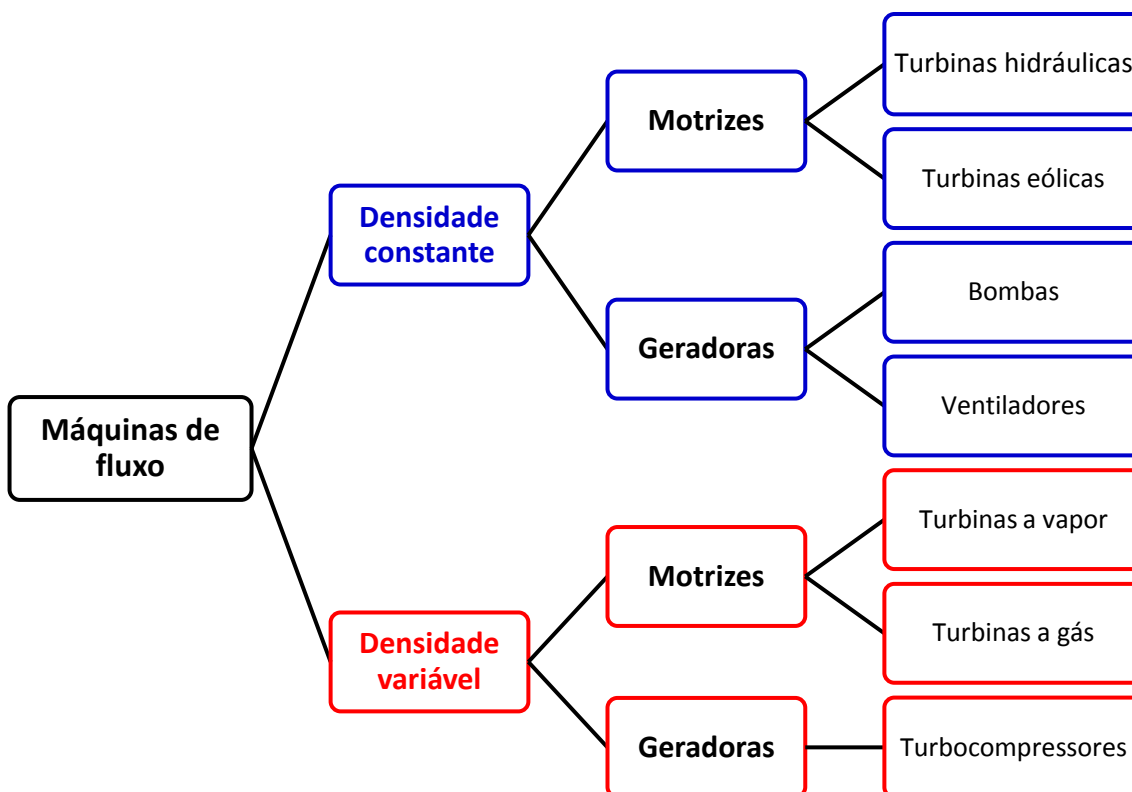 Máquinas de
fluxo
Densidade
constante
Motrizes
Turbinas hidráulicas
Turbinas eólicas
Geradoras
Bombas
Ventiladores
Densidade
variável
Motrizes
Turbinas a vapor
Turbinas a gás
Geradoras
Turbocompressores